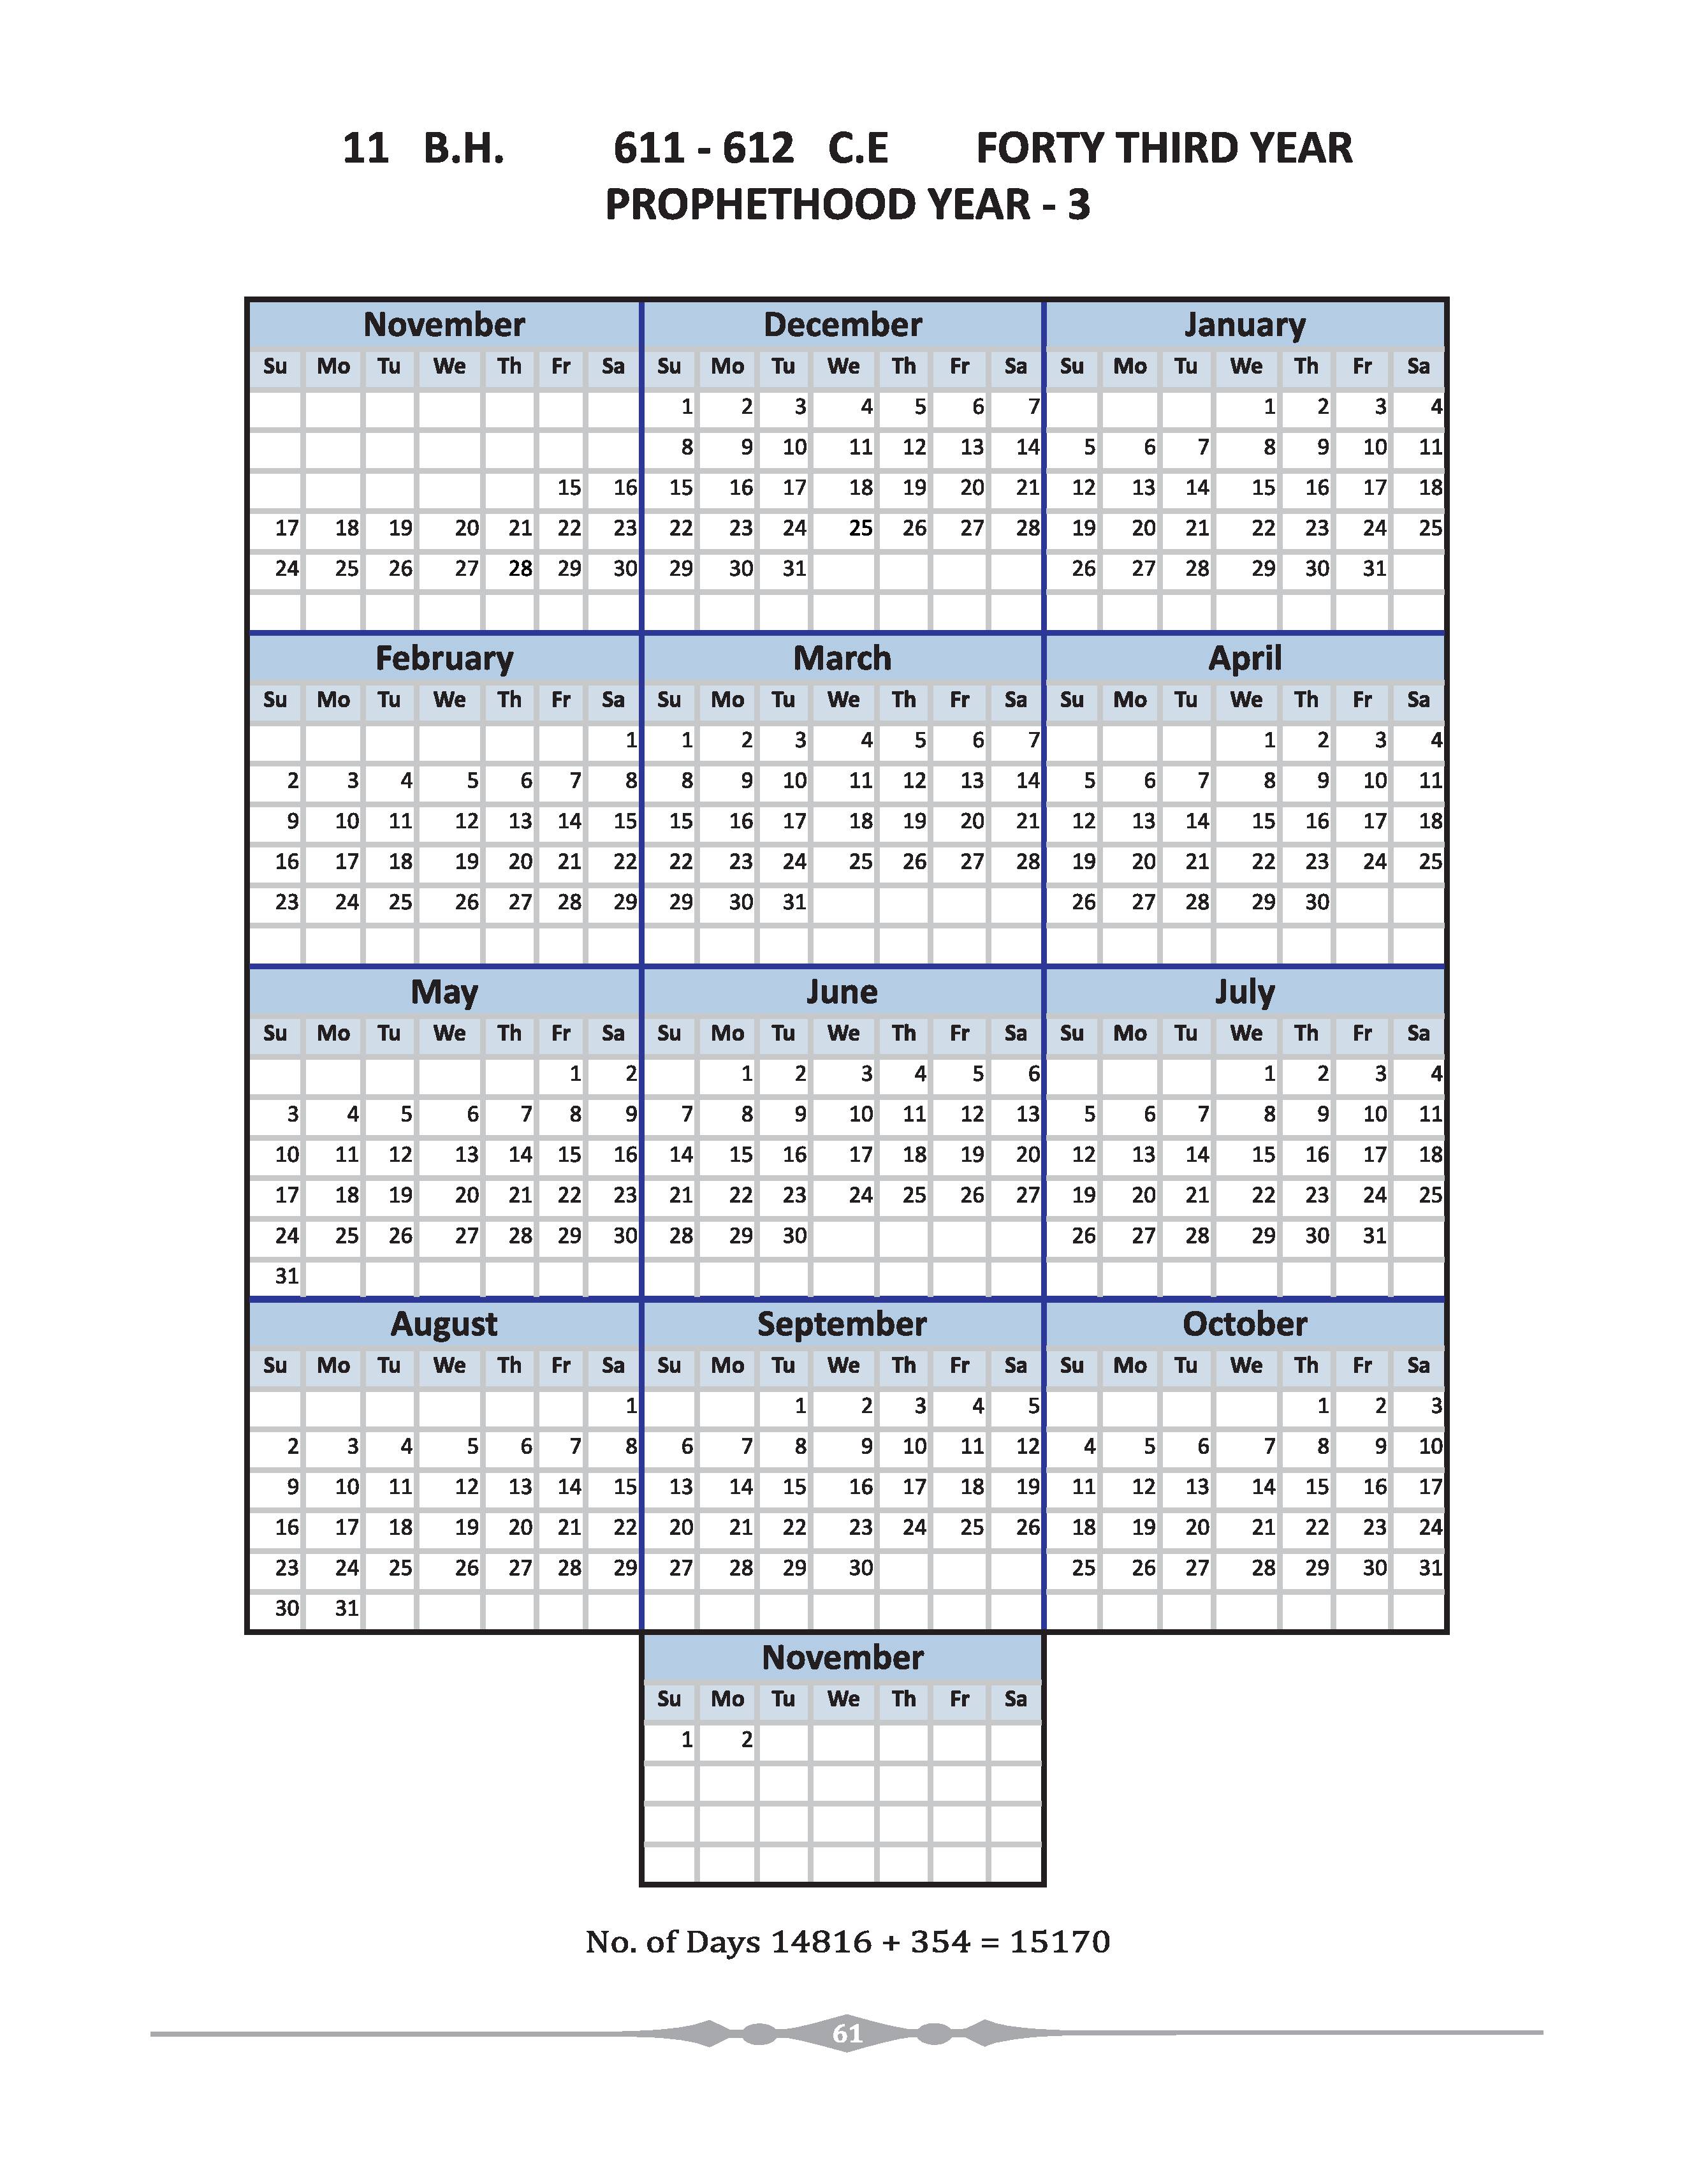 11 B.H. 611 - 612 C.E FORTY THIRD YEAR
PROPHETHOOD YEAR - 3
November December January
Su Mo Tu We Th Fr Sa Su Mo Tu We Th Fr Sa Su Mo Tu We Th Fr Sa
1 2 3 4 5 6 7 1 2 3 4
8 9 10 11 12 13 14 5 6 7 8 9 10 11
15 16 15 16 17 18 19 20 21 12 13 14 15 16 17 18
17 18 19 20 21 22 23 22 23 24 25 26 27 28 19 20 21 22 23 24 25
24 25 26 27 28 29 30 29 30 31 26 27 28 29 30 31
February March April
Su Mo Tu We Th Fr Sa Su Mo Tu We Th Fr Sa Su Mo Tu We Th Fr Sa
1 1 2 3 4 5 6 7 1 2 3 4
2 3 4 5 6 7 8 8 9 10 11 12 13 14 5 6 7 8 9 10 11
9 10 11 12 13 14 15 15 16 17 18 19 20 21 12 13 14 15 16 17 18
16 17 18 19 20 21 22 22 23 24 25 26 27 28 19 20 21 22 23 24 25
23 24 25 26 27 28 29 29 30 31 26 27 28 29 30
May June July
Su Mo Tu We Th Fr Sa Su Mo Tu We Th Fr Sa Su Mo Tu We Th Fr Sa
1 2 1 2 3 4 5 6 1 2 3 4
3 4 5 6 7 8 9 7 8 9 10 11 12 13 5 6 7 8 9 10 11
10 11 12 13 14 15 16 14 15 16 17 18 19 20 12 13 14 15 16 17 18
17 18 19 20 21 22 23 21 22 23 24 25 26 27 19 20 21 22 23 24 25
24 25 26 27 28 29 30 28 29 30 26 27 28 29 30 31
31
August September October
Su Mo Tu We Th Fr Sa Su Mo Tu We Th Fr Sa Su Mo Tu We Th Fr Sa
1 1 2 3 4 5 1 2 3
2 3 4 5 6 7 8 6 7 8 9 10 11 12 4 5 6 7 8 9 10
9 10 11 12 13 14 15 13 14 15 16 17 18 19 11 12 13 14 15 16 17
16 17 18 19 20 21 22 20 21 22 23 24 25 26 18 19 20 21 22 23 24
23 24 25 26 27 28 29 27 28 29 30 25 26 27 28 29 30 31
30 31
November
Su Mo Tu We Th Fr Sa
1 2
No. of Days 14816 + 354 = 15170
61